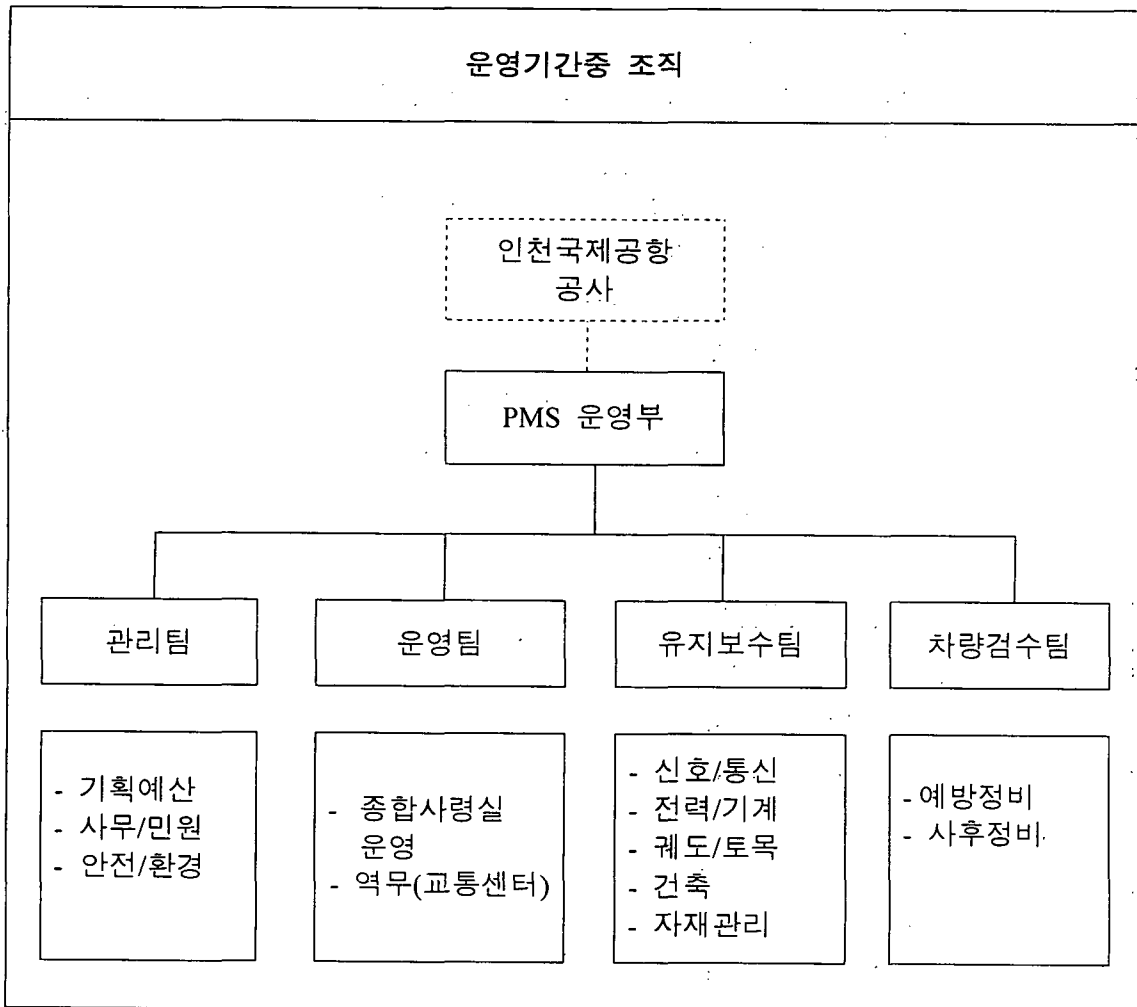 운영기간중 조직
인천국제공항
공사
PMS 운영부
관리팀
운영팀
유지보수팀
차량검수팀
- 기획예산
- 사무/민원
- 안전/환경
- 종합사령실
운영
- 역무(교통센터)
- 신호/통신
- 전력/기계
- 궤도/토목
- 건축
- 자재관리
-예방정비
- 사후정비